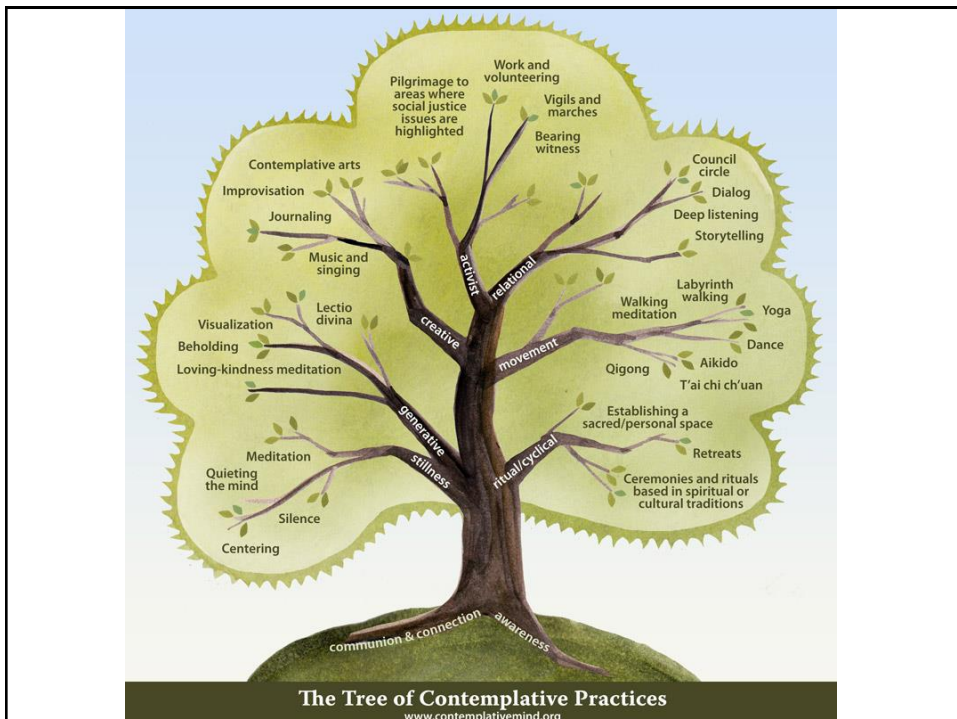 Work and
volunteering
Pilgrimage to
areas where
social justice
issues are
highlighted
Vigils and
marches
Bearing
witness
Contemplative arts
Improvisation
Journaling
Music and
singing
Council
circle
Dialog
Deep listening
Storytelling
activist
relational
creative
Lectio
divina
Visualization
Beholding
Loving-kindness meditation
generative
Labyrinth
walking
Walking
meditation
Yoga
Dance
Aikido
Qigong
T'ai chi ch'uan
movement
Meditation
Quieting
the mind
Silence
Centering
stillness
Establishing a
sacred/personal space
Retreats
Ceremonies and rituals
based in spiritual or
cultural traditions
ritual/cyclical
communion & connection
awareness
The Tree of Contemplative Practices
www.contemplativemind.org